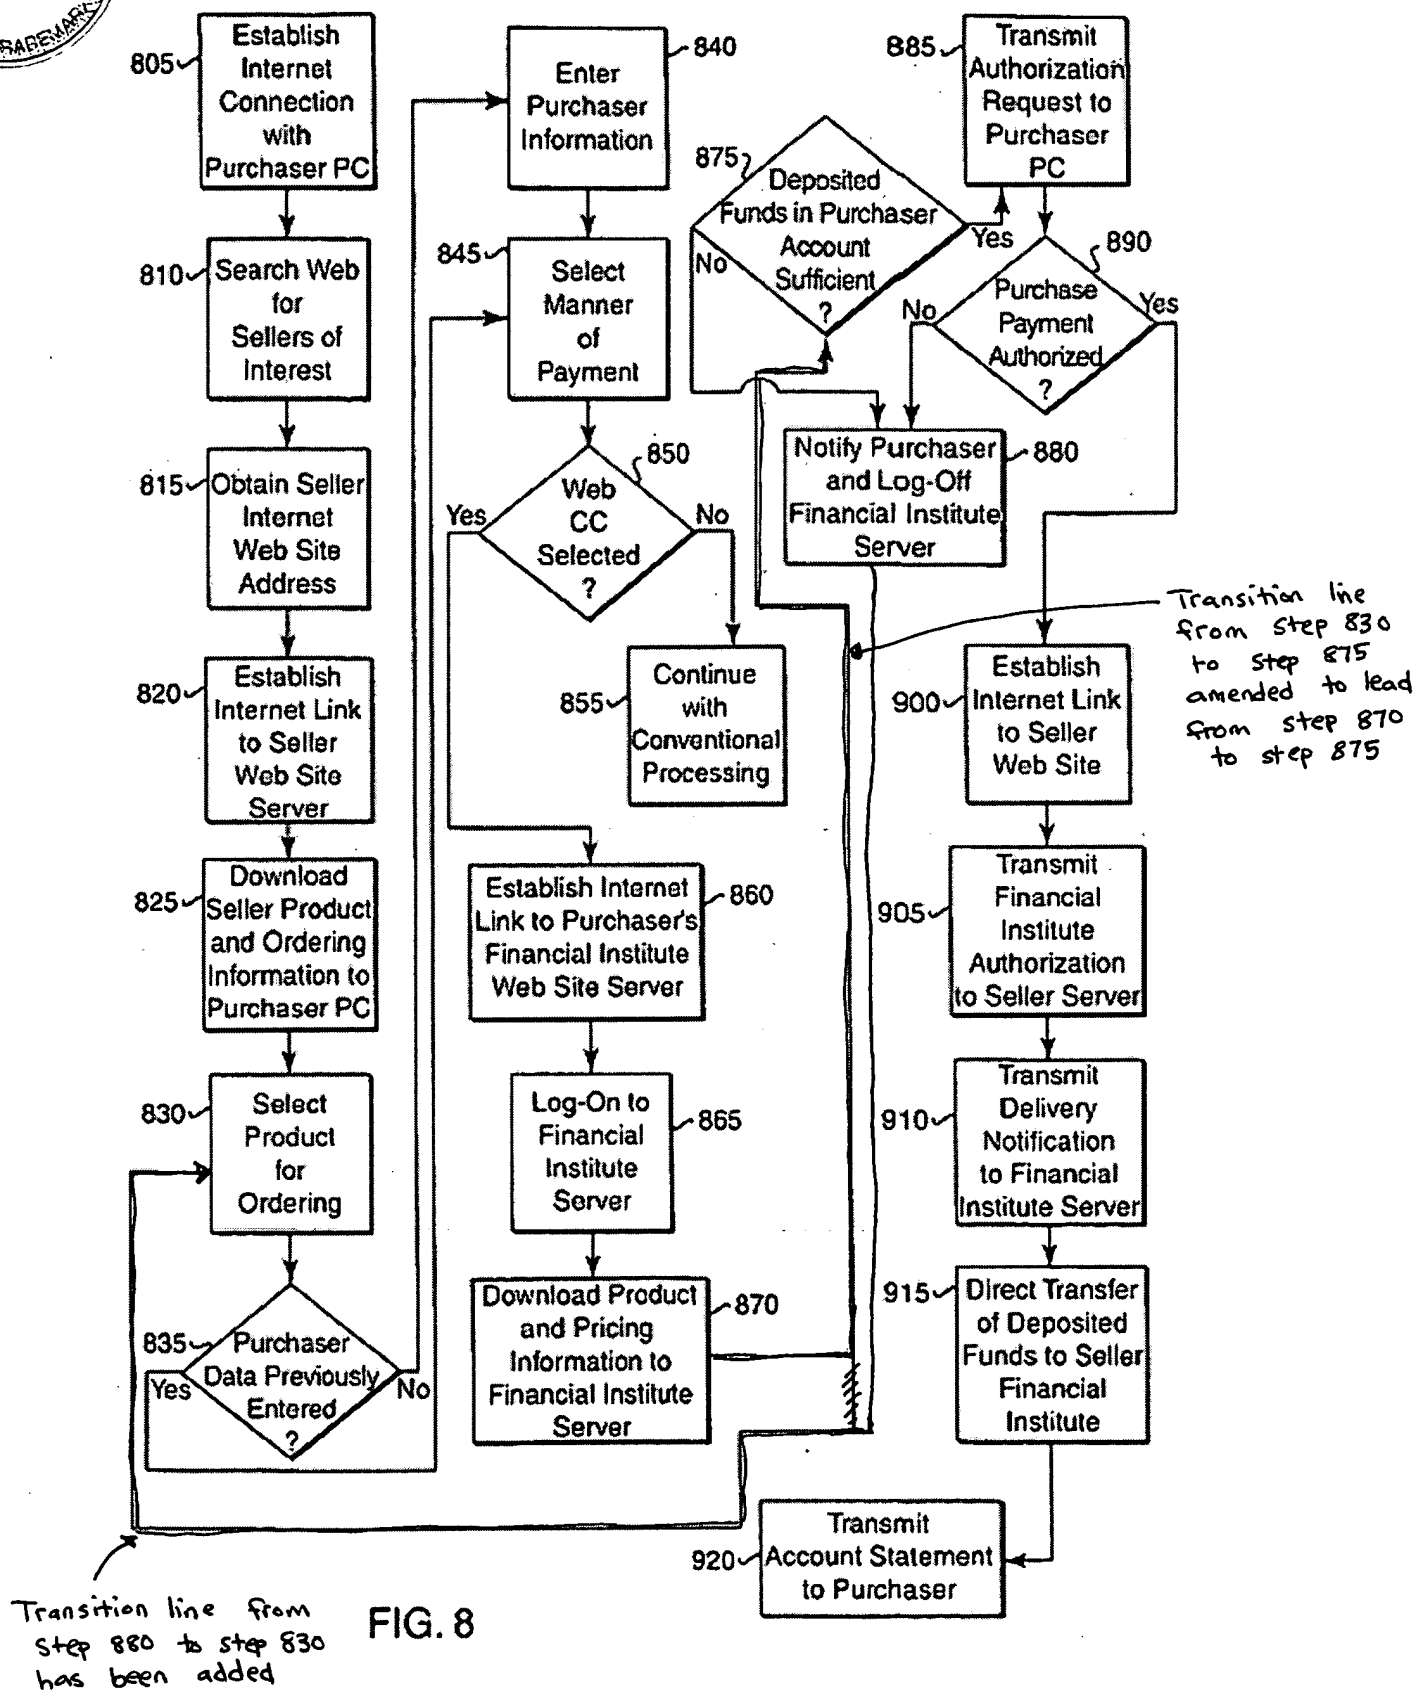 TRADEMARK
805
Establish
Internet
Connection
with
Purchaser PC
810
Search Web
for
Sellers of
Interest
815
Obtain Seller
Internet
Web Site
Address
820
Establish
Internet Link
to Seller
Web Site
Server
825
Download
Seller Product
and Ordering
Information to
Purchaser PC
830
Select
Product
for
Ordering
835
Purchaser
Data Previously
Entered
?
Yes
No
840
Enter
Purchaser
Information
845
Select
Manner
of
Payment
850
Web
CC
Selected
?
Yes
No
855
Continue
with
Conventional
Processing
860
Establish Internet
Link to Purchaser's
Financial Institute
Web Site Server
865
Log-On to
Financial
Institute
Server
870
Download Product
and Pricing
Information to
Financial Institute
Server
875
Deposited
Funds in Purchaser
Account
Sufficient
?
No
Yes
880
Notify Purchaser
and Log-Off
Financial Institute
Server
885
Transmit
Authorization
Request to
Purchaser
PC
890
Purchase
Payment
Authorized
?
No
Yes
900
Establish
Internet Link
to Seller
Web Site
905
Transmit
Financial
Institute
Authorization
to Seller Server
910
Transmit
Delivery
Notification
to Financial
Institute Server
915
Direct Transfer
of Deposited
Funds to Seller
Financial
Institute
920
Transmit
Account Statement
to Purchaser
Transition line
from step 830
to step 875
amended to lead
from step 870
to step 875
Transition line from
step 880 to step 830
has been added
FIG. 8